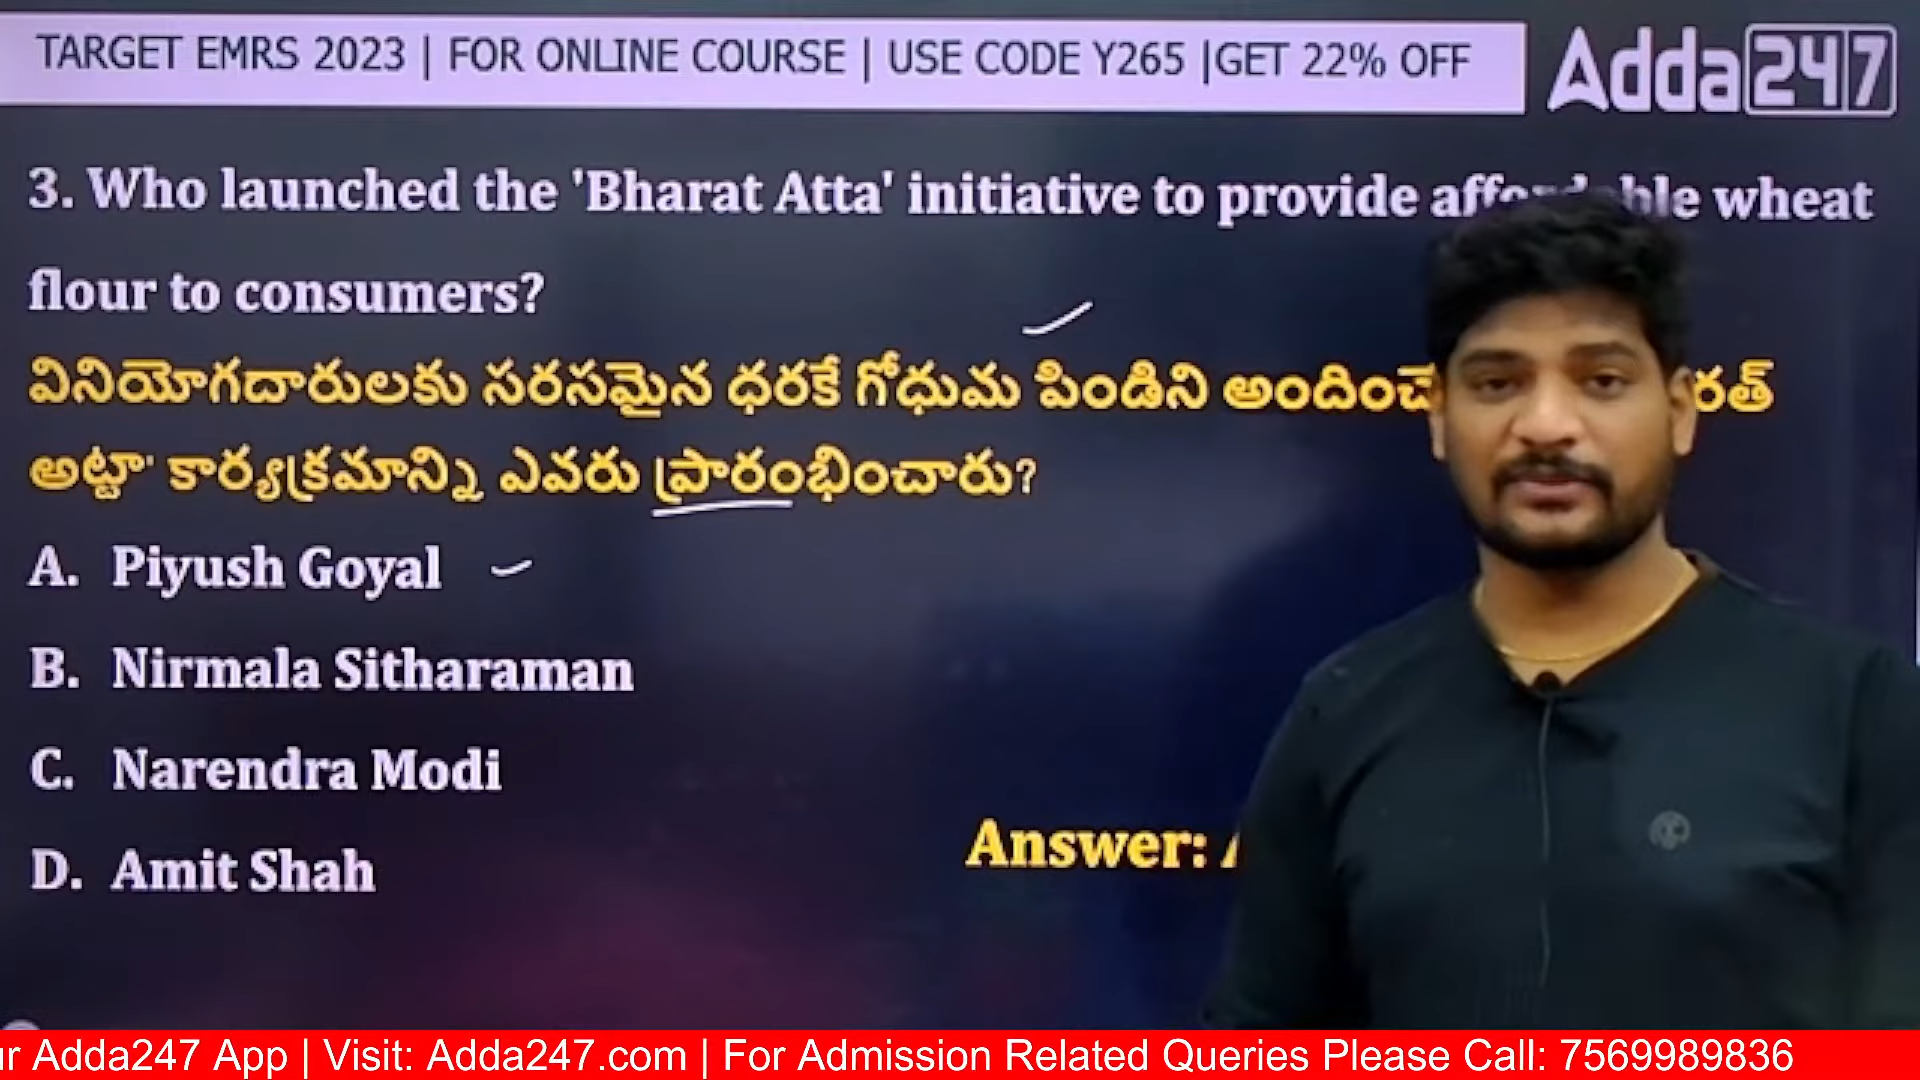 TARGET EMRS 2023 | FOR ONLINE COURSE | USE CODE Y265 |GET 22% OFF
Adda247
3. Who launched the 'Bharat Atta' initiative to provide wheat
flour to consumers?
వినియోగదారులకు సరసమైన ధరకే గోధుమ పిండిని
అట్టా' కార్యక్రమాన్ని ఎవరు ప్రారంభించారు?
A. Piyush Goyal
B. Nirmala Sitharaman
C. Narendra Modi
D. Amit Shah
Answer:
Adda247 App | Visit: Adda247.com | For Admission Related Queries Please Call: 7569989836